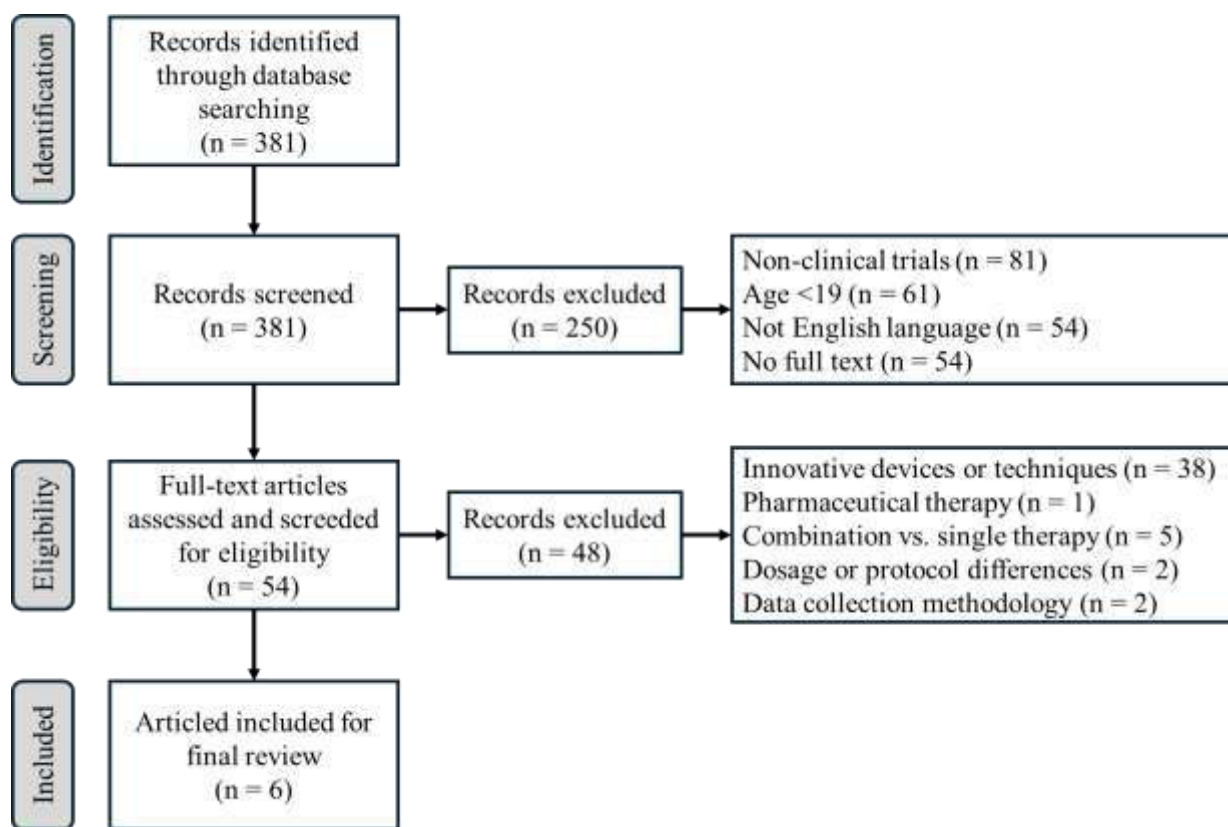 Identification
Records identified
through database
searching
(n = 381)
Screening
Records screened
(n = 381)
Records excluded
(n = 250)
Non-clinical trials (n = 81)
Age <19 (n = 61)
Not English language (n = 54)
No full text (n = 54)
Eligibility
Full-text articles
assessed and screeded
for eligibility
(n = 54)
Records excluded
(n = 48)
Innovative devices or techniques (n = 38)
Pharmaceutical therapy (n = 1)
Combination vs. single therapy (n = 5)
Dosage or protocol differences (n = 2)
Data collection methodology (n = 2)
Included
Articled included for
final review
(n = 6)